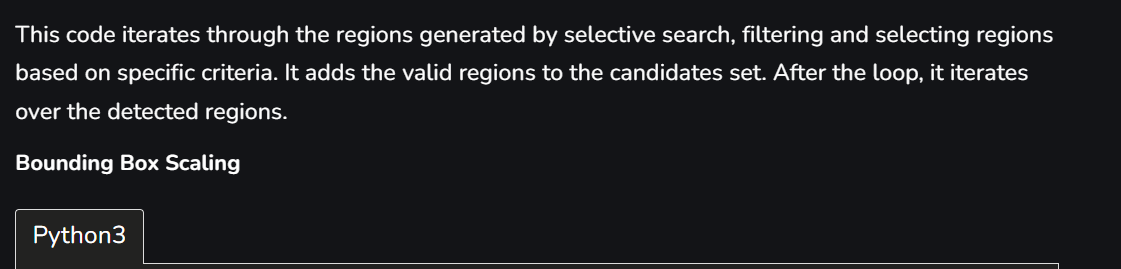 This code iterates through the regions generated by selective search, filtering and selecting regions
based on specific criteria. It adds the valid regions to the candidates set. After the loop, it iterates
over the detected regions.
Bounding Box Scaling
Python3